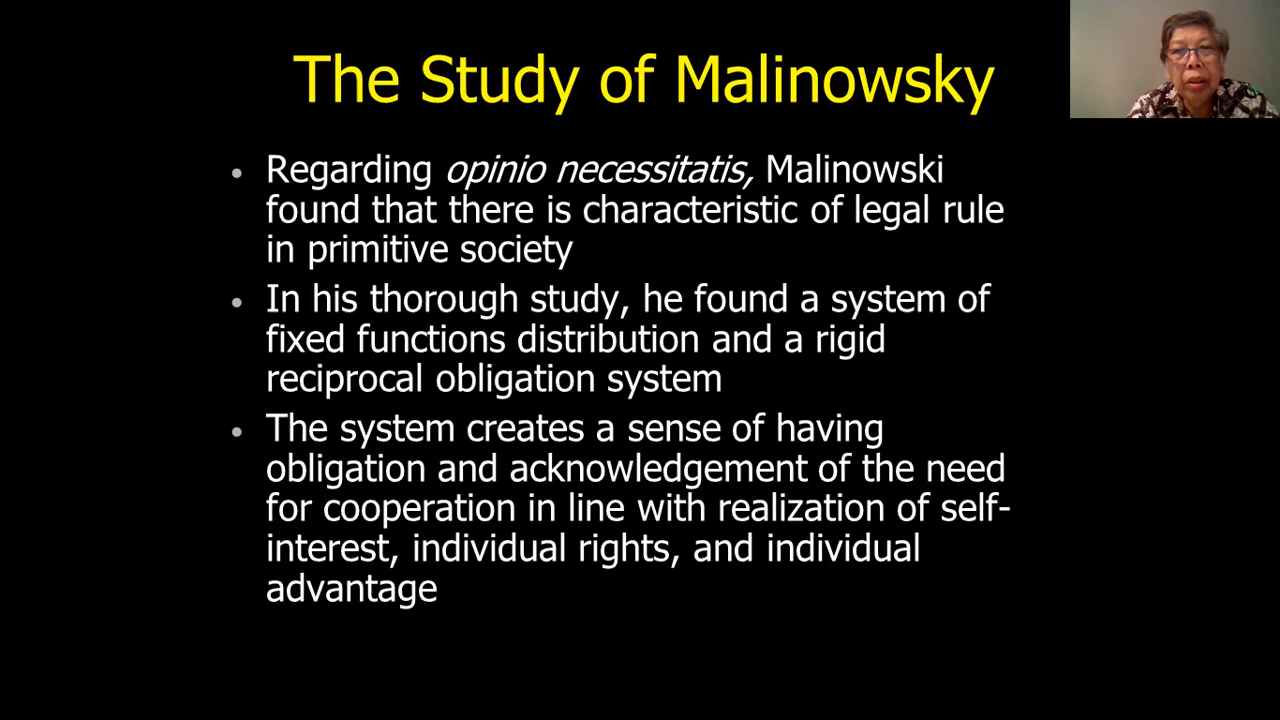 The Study of Malinowsky
• Regarding opinio necessitatis, Malinowski
found that there is characteristic of legal rule
in primitive society
• In his thorough study, he found a system of
fixed functions distribution and a rigid
reciprocal obligation system
• The system creates a sense of having
obligation and acknowledgement of the need
for cooperation in line with realization of self-
interest, individual rights, and individual
advantage